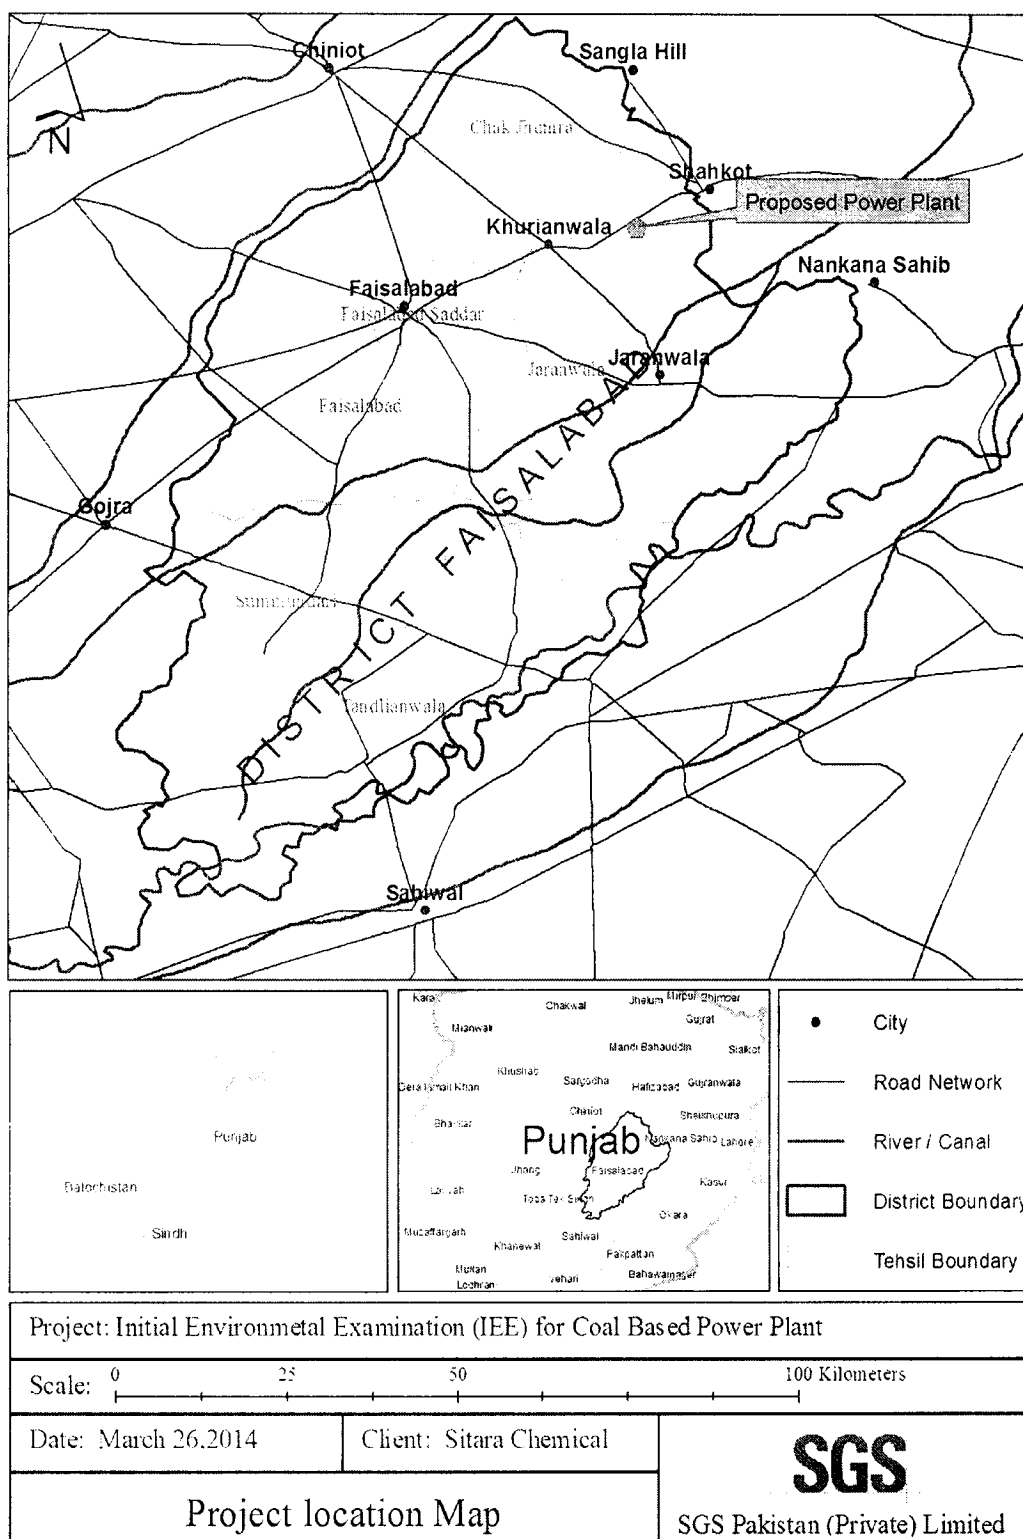 Chiniot
Sangla Hill
N
Chak Jhumra
Shahkot
Proposed Power Plant
Khurianwala
Nankana Sahib
Faisalabad
Faisalabad Saddar
Jaranwala
Jaranwala
Faisalabad
Gojra
DISTRICT FAISALABAD
Tandlianwala
Sahiwal
Punjab
Balochistan
Sindh
Chakwal
Jhelum
Mirpur
Bhimber
Mianwali
Gujrat
Mandi Bahauddin
Sialkot
Khushab
Sargodha
Hafizabad
Gujranwala
Dera Ismail Khan
Chiniot
Sheikhupura
Bhakkar
Punjab
Nankana Sahib
Lahore
Jhang
Faisalabad
Kasur
Layyah
Toba Tek Singh
Okara
Muzaffargarh
Sahiwal
Khanewal
Pakpattan
Multan
Lodhran
Vehari
Bahawalnager
City
Road Network
River / Canal
District Boundary
Tehsil Boundary
Project: Initial Environmetal Examination (IEE) for Coal Based Power Plant
Scale: 0 25 50 100 Kilometers
Date: March 26,2014
Client: Sitara Chemical
Project location Map
SGS
SGS Pakistan (Private) Limited